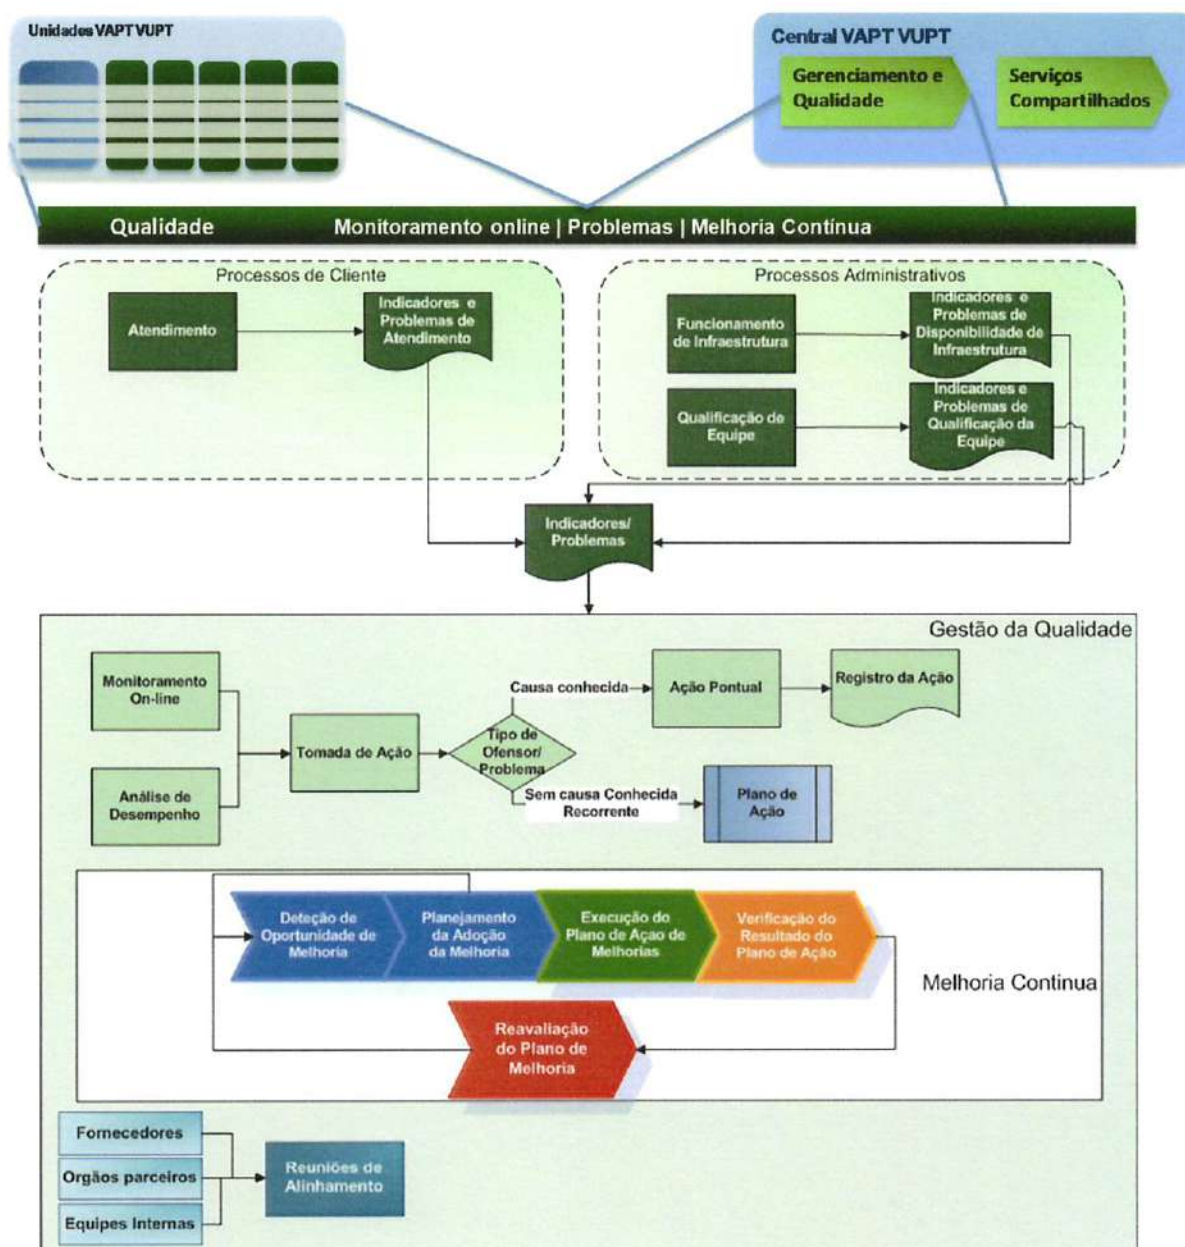 Unidades VAPT VUPT
Central VAPT VUPT
Gerenciamento e
Qualidade
Serviços
Compartilhados
Qualidade
Monitoramento online | Problemas | Melhoria Contínua
Processos de Cliente
Atendimento
Indicadores e
Problemas de
Atendimento
Processos Administrativos
Funcionamento
de Infraestrutura
Indicadores e
Problemas de
Disponibilidade de
Infraestrutura
Qualificação de
Equipe
Indicadores e
Problemas de
Qualificação da
Equipe
Indicadores/
Problemas
Gestão da Qualidade
Monitoramento
On-line
Análise de
Desempenho
Tomada de Ação
Tipo de
Ofensor/
Problema
Causa conhecida
Ação Pontual
Registro da Ação
Sem causa Conhecida
Recorrente
Plano de
Ação
Deteção de
Oportunidade de
Melhoria
Planejamento
da Adoção
da Melhoria
Execução do
Plano de Açao de
Melhorias
Verificação do
Resultado do
Plano de Ação
Melhoria Continua
Reavaliação
do Plano de
Melhoria
Fornecedores
Orgãos parceiros
Equipes Internas
Reuniões de
Alinhamento